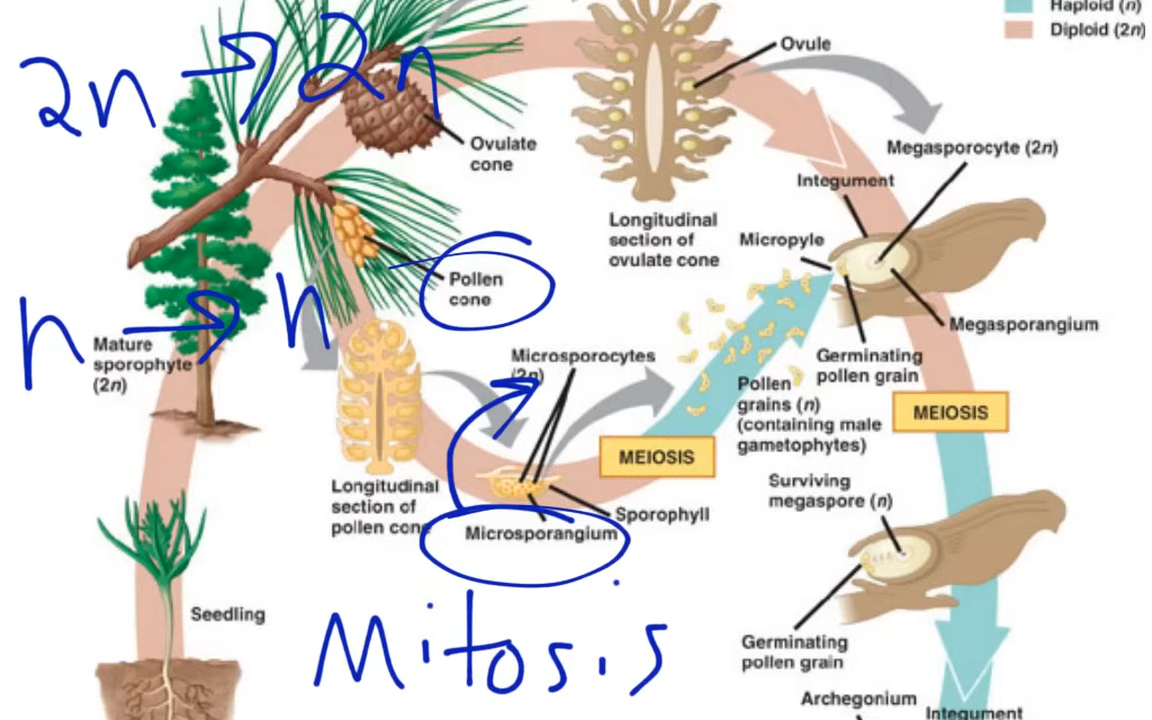 Haploid (n)
Diploid (2n)
2n → 2n
Ovule
Ovulate
cone
Megasporocyte (2n)
Integument
Longitudinal
section of
ovulate cone
Micropyle
Pollen
cone
n → n
Mature
sporophyte
(2n)
Megasporangium
Microsporocytes
(2n)
Germinating
pollen grain
Pollen
grains (n)
(containing male
gametophytes)
MEIOSIS
MEIOSIS
Longitudinal
section of
pollen cone
Surviving
megaspore (n)
Sporophyll
Microsporangium
Seedling
Mitosis
Germinating
pollen grain
Archegonium
Integument